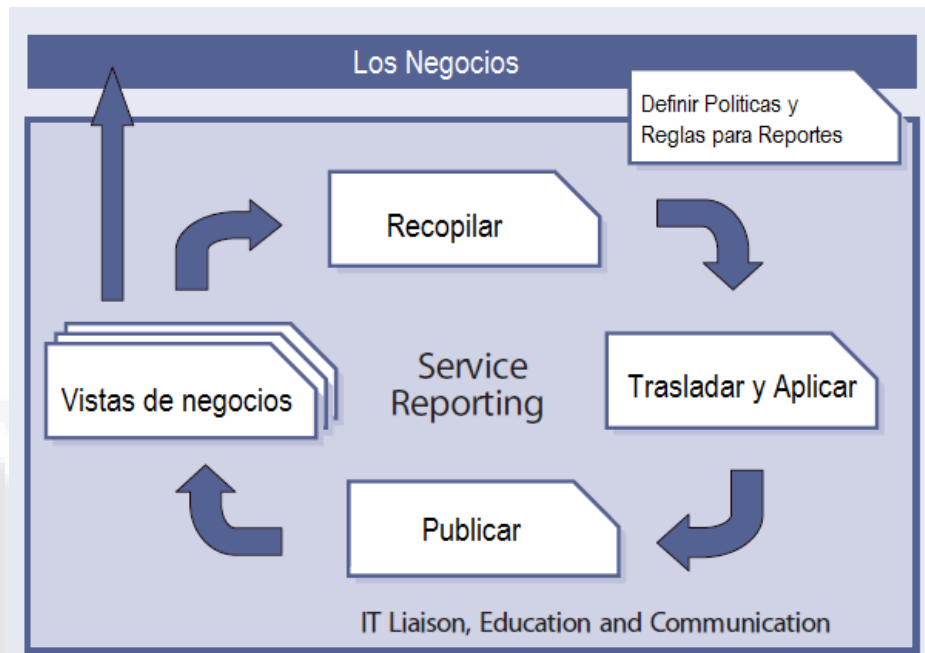 Los Negocios
Definir Politicas y
Reglas para Reportes
Recopilar
Service
Reporting
Trasladar y Aplicar
Vistas de negocios
Publicar
IT Liaison, Education and Communication